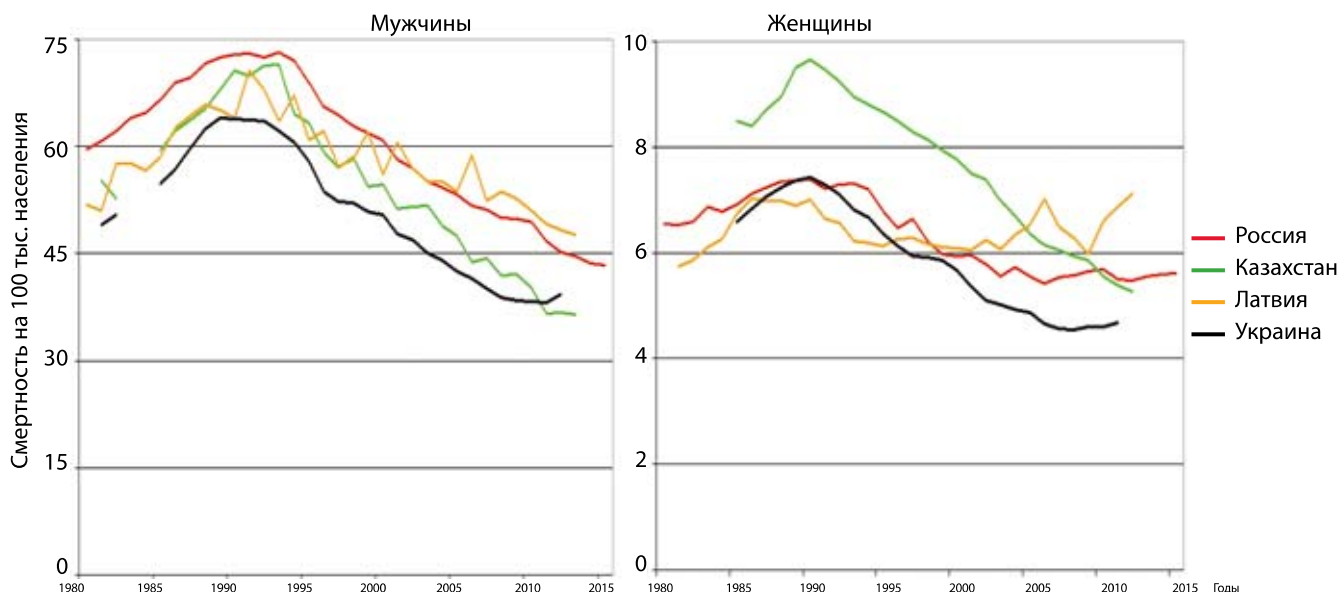 Мужчины
Женщины
Смертность на 100 тыс. населения
75
60
45
30
15
0
1980 1985 1990 1995 2000 2005 2010 2015
10
8
6
4
2
0
1980 1985 1990 1995 2000 2005 2010 2015 Годы
Россия
Казахстан
Латвия
Украина